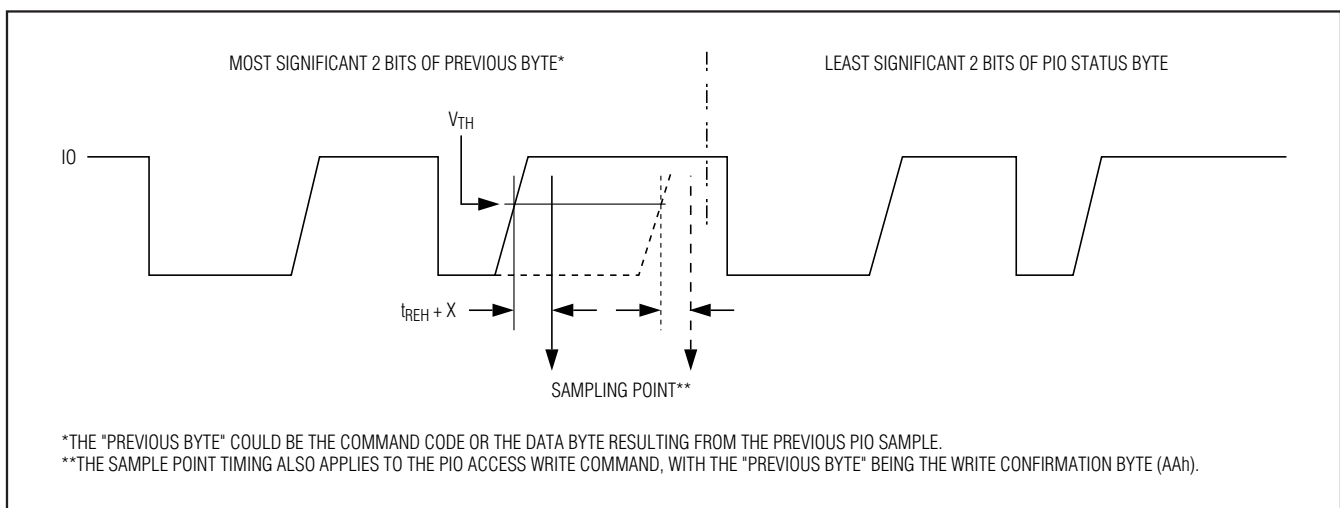 MOST SIGNIFICANT 2 BITS OF PREVIOUS BYTE*
LEAST SIGNIFICANT 2 BITS OF PIO STATUS BYTE
VTH
IO
tREH + X
SAMPLING POINT**
*THE "PREVIOUS BYTE" COULD BE THE COMMAND CODE OR THE DATA BYTE RESULTING FROM THE PREVIOUS PIO SAMPLE.
**THE SAMPLE POINT TIMING ALSO APPLIES TO THE PIO ACCESS WRITE COMMAND, WITH THE "PREVIOUS BYTE" BEING THE WRITE CONFIRMATION BYTE (AAh).